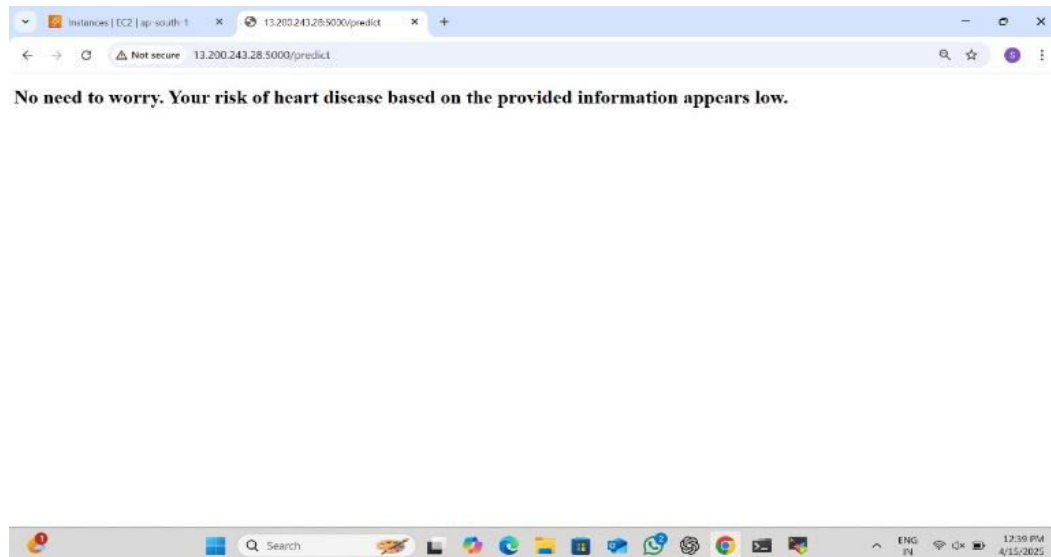 Instances | EC2 | ap-south-1
13.200.243.28:5000/predict
Not secure 13.200.243.28:5000/predict
S
No need to worry. Your risk of heart disease based on the provided information appears low.
Search
2
ENG
IN
12:39 PM
4/15/2025